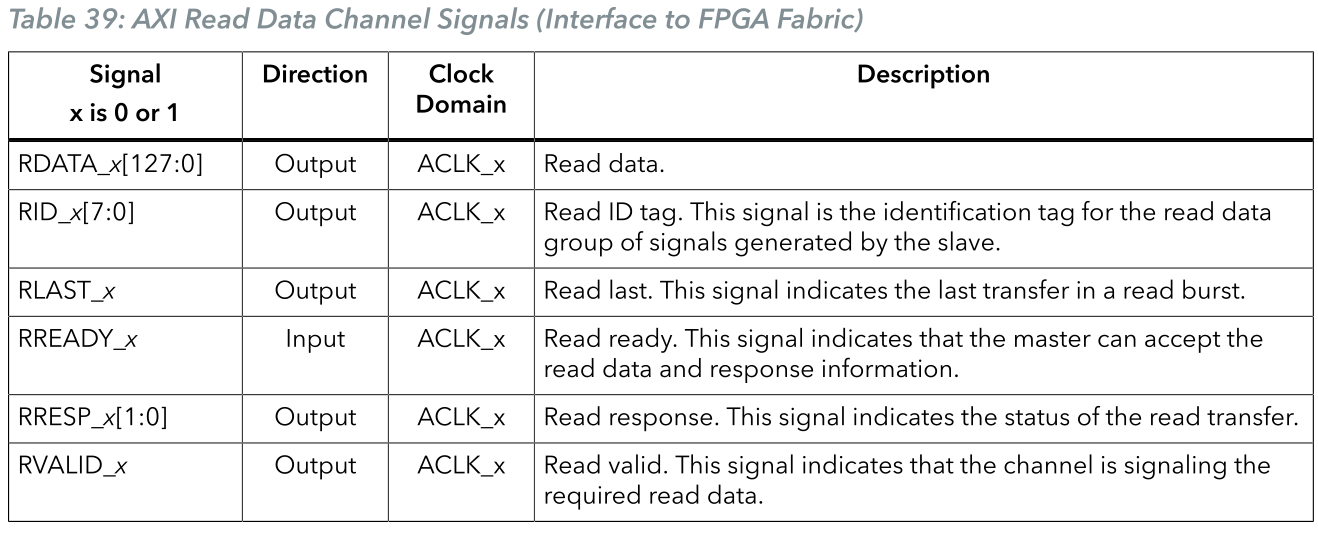 Table 39: AXI Read Data Channel Signals (Interface to FPGA Fabric)
Signal
x is 0 or 1
Direction
Clock
Domain
Description
RDATA_x[127:0] Output ACLK_x Read data.
RID_x[7:0] Output ACLK_x Read ID tag. This signal is the identification tag for the read data
group of signals generated by the slave.
RLAST_x Output ACLK_x Read last. This signal indicates the last transfer in a read burst.
RREADY_x Input ACLK_x Read ready. This signal indicates that the master can accept the
read data and response information.
RRESP_x[1:0] Output ACLK_x Read response. This signal indicates the status of the read transfer.
RVALID_x Output ACLK_x Read valid. This signal indicates that the channel is signaling the
required read data.